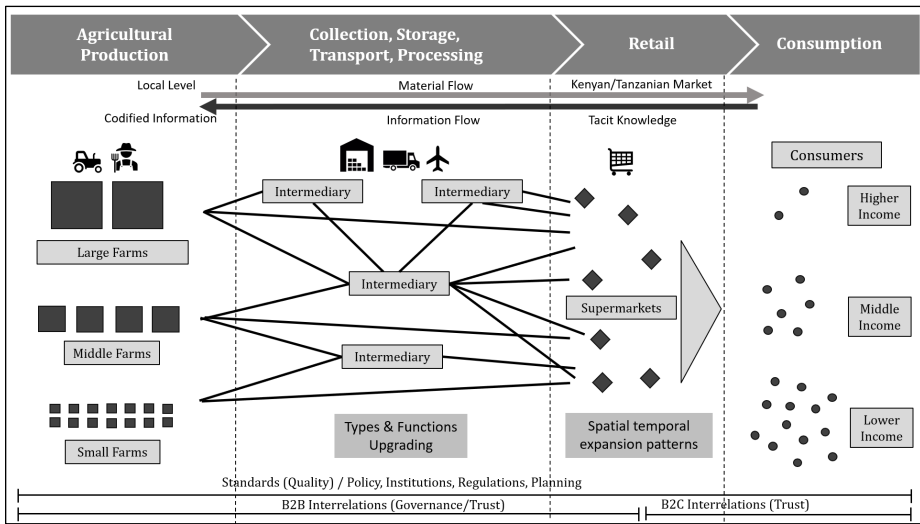 Agricultural
Production
Collection, Storage,
Transport, Processing
Retail
Consumption
Local Level
Material Flow
Kenyan/Tanzanian Market
Codified Information
Information Flow
Tacit Knowledge
Consumers
Intermediary
Intermediary
Higher
Income
Large Farms
Intermediary
Supermarkets
Middle
Income
Middle Farms
Intermediary
Types & Functions
Upgrading
Spatial temporal
expansion patterns
Lower
Income
Small Farms
Standards (Quality) / Policy, Institutions, Regulations, Planning
B2B Interrelations (Governance/Trust)
B2C Interrelations (Trust)